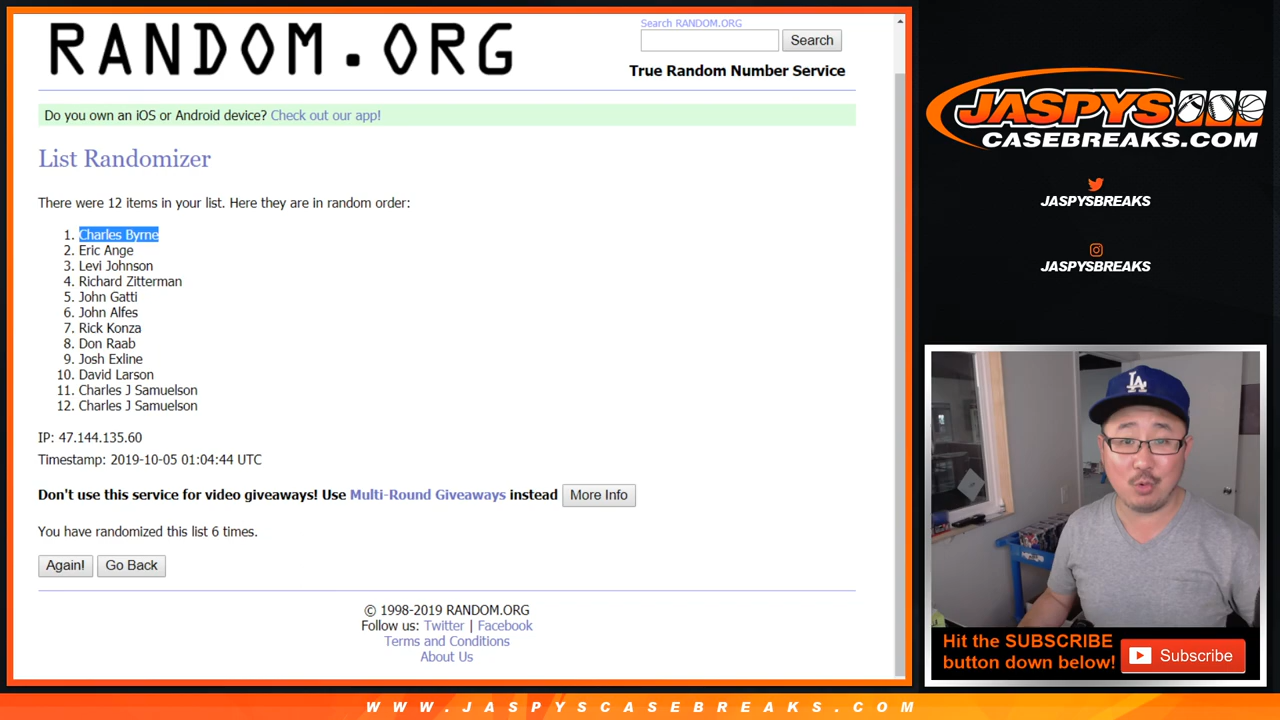 RANDOM.ORG
Search RANDOM.ORG
Search
True Random Number Service
Do you own an iOS or Android device? Check out our app!
List Randomizer
There were 12 items in your list. Here they are in random order:
1. Charles Byrne
2. Eric Ange
3. Levi Johnson
4. Richard Zitterman
5. John Gatti
6. John Alfes
7. Rick Konza
8. Don Raab
9. Josh Exline
10. David Larson
11. Charles J Samuelson
12. Charles J Samuelson
IP: 47.144.135.60
Timestamp: 2019-10-05 01:04:44 UTC
Don't use this service for video giveaways! Use Multi-Round Giveaways instead More Info
You have randomized this list 6 times.
Again! Go Back
© 1998-2019 RANDOM.ORG
Follow us: Twitter | Facebook
Terms and Conditions
About Us
JASPYS
CASEBREAKS.COM
JASPYSBREAKS
JASPYSBREAKS
LA
Hit the SUBSCRIBE
button down below!
Subscribe
WWW.JASPYSCASEBREAKS.COM